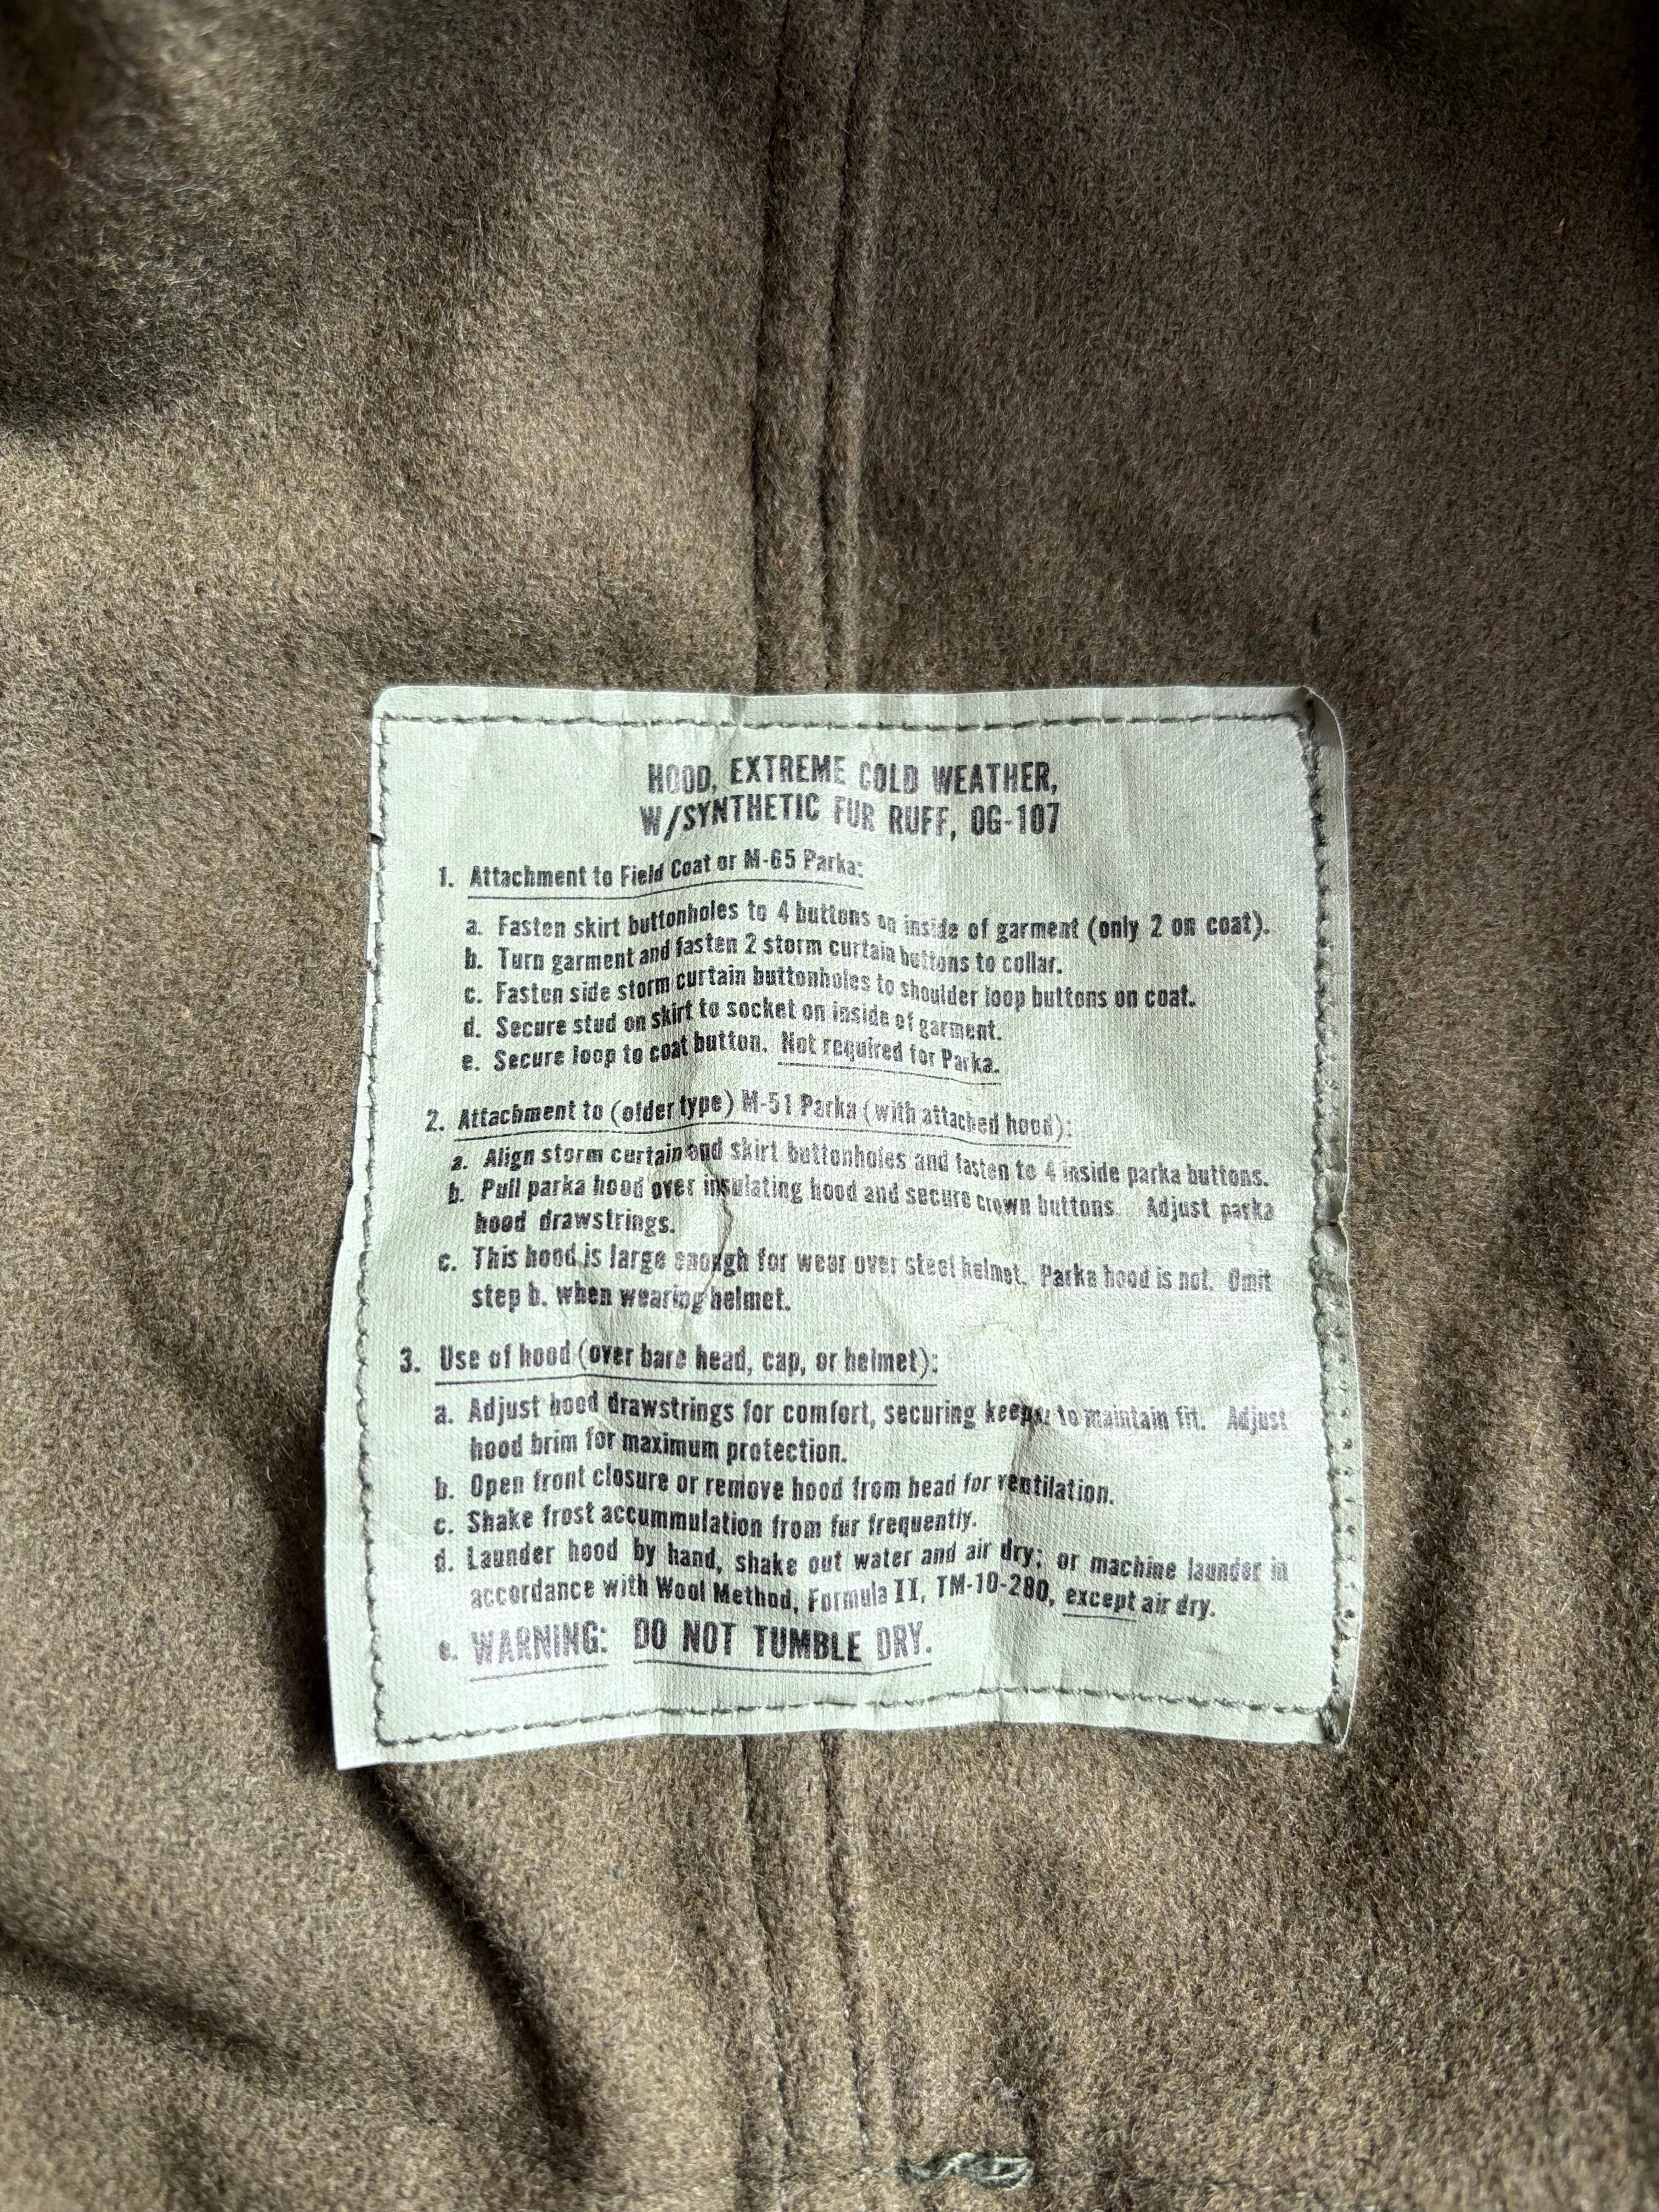 HOOD, EXTREME COLD WEATHER,
W/SYNTHETIC FUR RUFF, OG-107
1. Attachment to Field Coat or M-65 Parka:
a. Fasten skirt buttonholes to 4 buttons on inside of garment (only 2 on coat).
b. Turn garment and fasten 2 storm curtain buttons to collar.
c. Fasten side storm curtain buttonholes to shoulder loop buttons on coat.
d. Secure stud on skirt to socket on inside of garment.
e. Secure loop to coat button. Not required for Parka.
2. Attachment to (older type) M-51 Parka (with attached hood):
a. Align storm curtain and skirt buttonholes and fasten to 4 inside parka buttons.
b. Pull parka hood over insulating hood and secure crown buttons. Adjust parka
hood drawstrings.
c. This hood is large enough for wear over steel helmet. Parka hood is not. Omit
step b. when wearing helmet.
3. Use of hood (over bare head, cap, or helmet):
a. Adjust hood drawstrings for comfort, securing keeper to maintain fit. Adjust
hood brim for maximum protection.
b. Open front closure or remove hood from head for ventilation.
c. Shake frost accummulation from fur frequently.
d. Launder hood by hand, shake out water and air dry; or machine launder in
accordance with Wool Method, Formula II, TM-10-280, except air dry.
e. WARNING: DO NOT TUMBLE DRY.